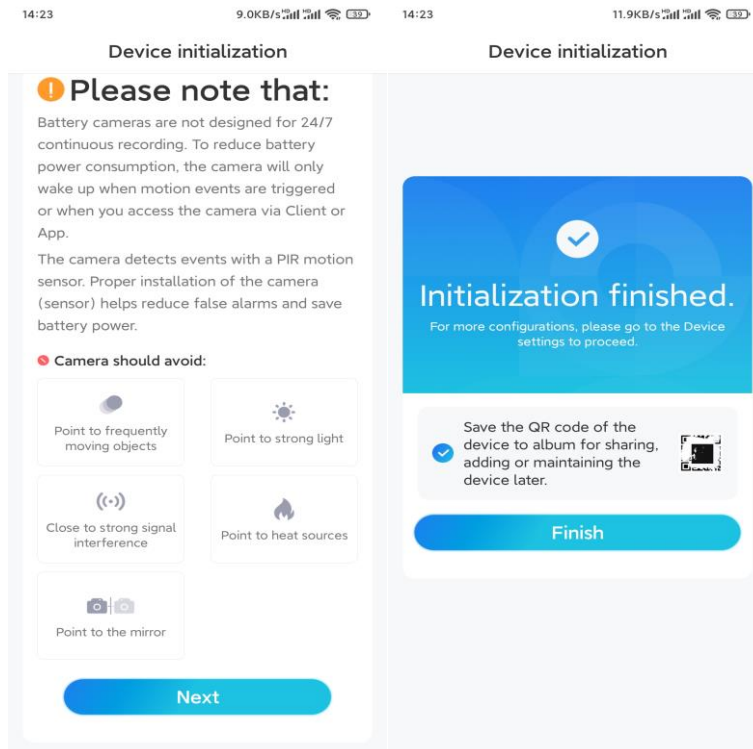 14:23
9.0KB/s HD HD 39
Device initialization
Please note that:
Battery cameras are not designed for 24/7
continuous recording. To reduce battery
power consumption, the camera will only
wake up when motion events are triggered
or when you access the camera via Client or
App.
The camera detects events with a PIR motion
sensor. Proper installation of the camera
(sensor) helps reduce false alarms and save
battery power.
Camera should avoid:
Point to frequently
moving objects
Point to strong light
Close to strong signal
interference
Point to heat sources
Point to the mirror
Next
14:23
11.9KB/s HD HD 39
Device initialization
Initialization finished.
For more configurations, please go to the Device
settings to proceed.
Save the QR code of the
device to album for sharing,
adding or maintaining the
device later.
Finish